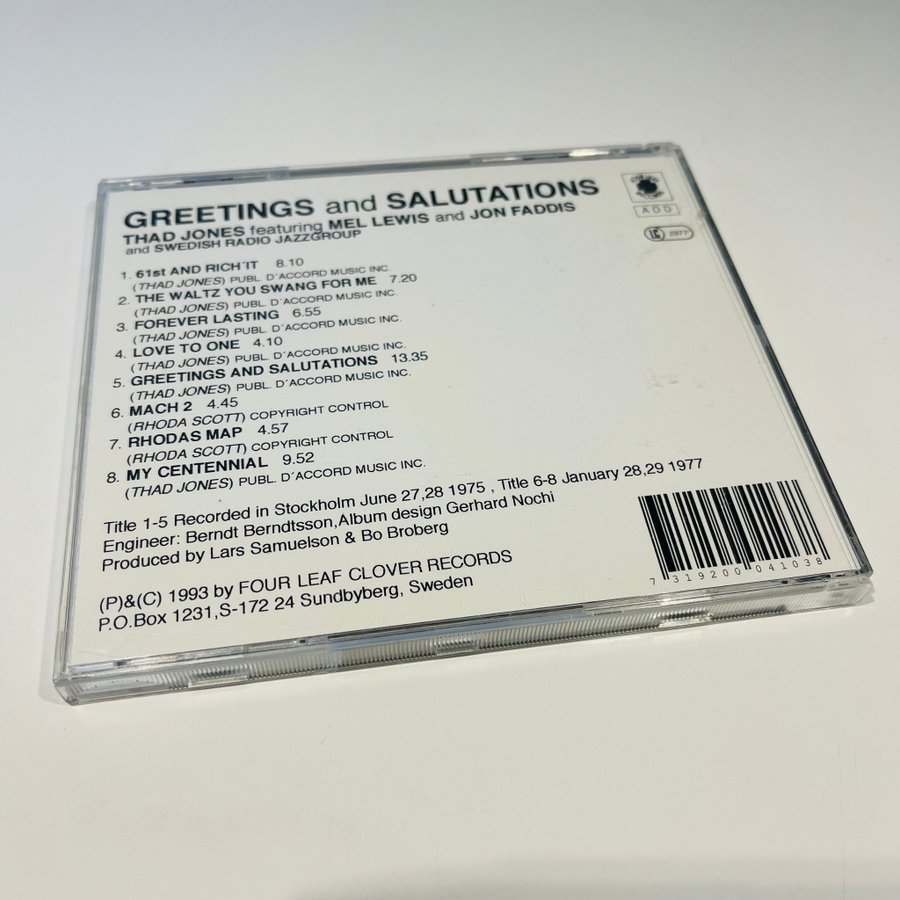 GREETINGS and SALUTATIONS
THAD JONES featuring MEL LEWIS and JON FADDIS
and SWEDISH RADIO JAZZGROUP
1. 61st AND RICH´IT 8.10
(THAD JONES) PUBL. D´ACCORD MUSIC INC.
2. THE WALTZ YOU SWANG FOR ME 7.20
(THAD JONES) PUBL. D´ACCORD MUSIC INC.
3. FOREVER LASTING 6.55
(THAD JONES) PUBL. D´ACCORD MUSIC INC.
4. LOVE TO ONE 4.10
(THAD JONES) PUBL. D´ACCORD MUSIC INC.
5. GREETINGS AND SALUTATIONS 13.35
(THAD JONES) PUBL. D´ACCORD MUSIC INC.
6. MACH 2 4.45
(RHODA SCOTT) COPYRIGHT CONTROL
7. RHODAS MAP 4.57
(RHODA SCOTT) COPYRIGHT CONTROL
8. MY CENTENNIAL 9.52
(THAD JONES) PUBL. D´ACCORD MUSIC INC.
Title 1-5 Recorded in Stockholm June 27,28 1975 , Title 6-8 January 28,29 1977
Engineer: Berndt Berndtsson,Album design Gerhard Nochi
Produced by Lars Samuelson & Bo Broberg
(P)&(C) 1993 by FOUR LEAF CLOVER RECORDS
P.O.Box 1231,S-172 24 Sundbyberg, Sweden
ADD
LC 2977
7 319200 041038